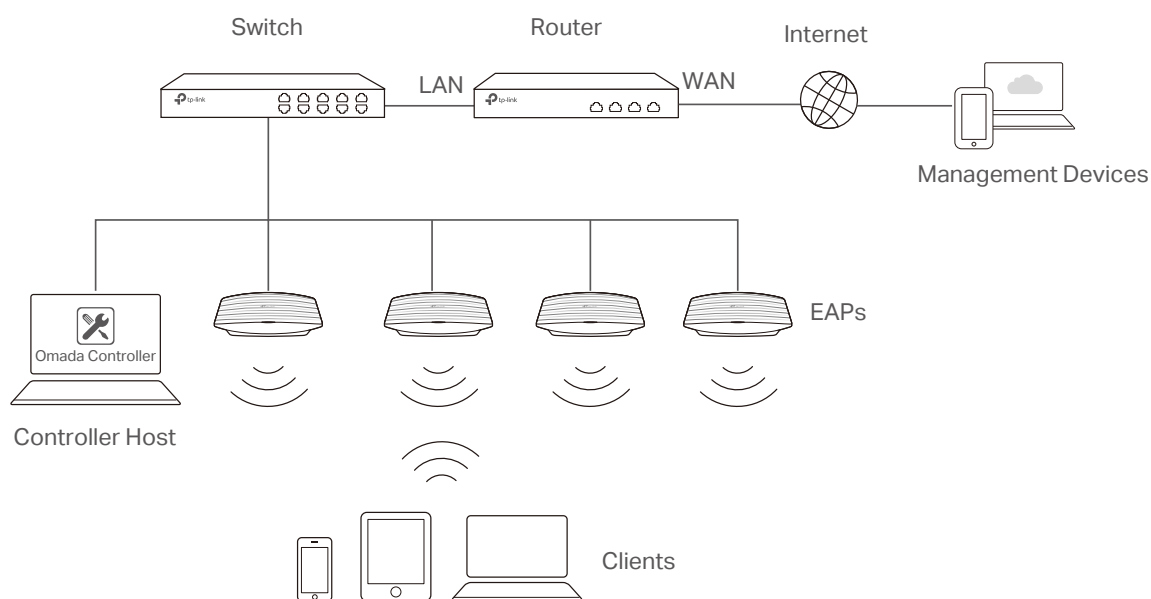 Switch
Router
Internet
LAN
WAN
tp-link
tp-link
Management Devices
EAPs
Omada Controller
Controller Host
Clients